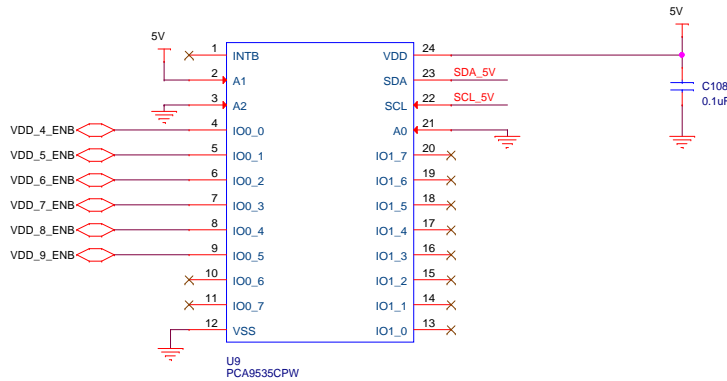 5V
5V
1 INTB VDD 24
2 A1 SDA 23 SDA_5V
3 A2 SCL 22 SCL_5V
C108
0.1uF
VDD_4_ENB 4 IO0_0 A0 21
VDD_5_ENB 5 IO0_1 IO1_7 20
VDD_6_ENB 6 IO0_2 IO1_6 19
VDD_7_ENB 7 IO0_3 IO1_5 18
VDD_8_ENB 8 IO0_4 IO1_4 17
VDD_9_ENB 9 IO0_5 IO1_3 16
10 IO0_6 IO1_2 15
11 IO0_7 IO1_1 14
12 VSS IO1_0 13
U9
PCA9535CPW